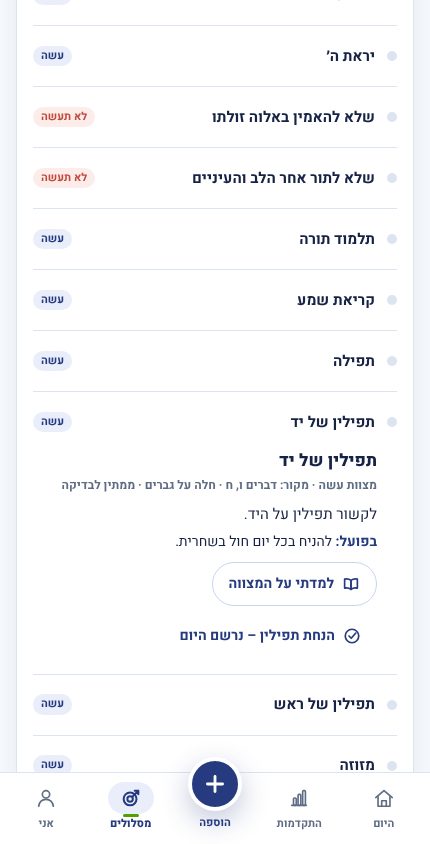 יראת ה׳
עשה
שלא להאמין באלוה זולתו
לא תעשה
שלא לתור אחר הלב והעיניים
לא תעשה
תלמוד תורה
עשה
קריאת שמע
עשה
תפילה
עשה
תפילין של יד
עשה
תפילין של יד
מצוות עשה · מקור: דברים ו, ח · חלה על גברים · ממתין לבדיקה
לקשור תפילין על היד.
בפועל: להניח בכל יום חול בשחרית.
למדתי על המצווה
הנחת תפילין – נרשם היום
תפילין של ראש
עשה
מזוזה
עשה
היום
התקדמות
הוספה
מסלולים
אני